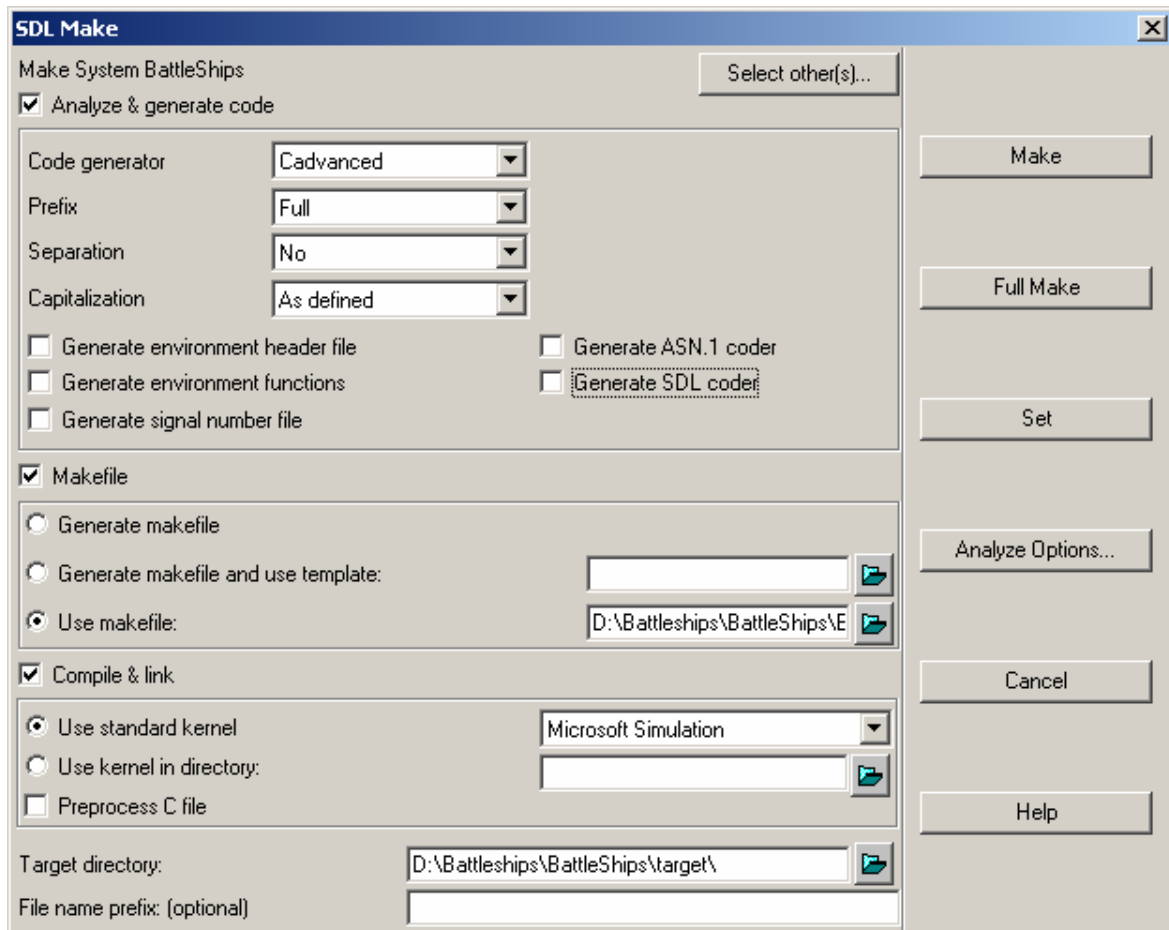 SDL Make
Make System BattleShips
Select other(s)...
Analyze & generate code
Code generator
Cadvanced
Prefix
Full
Separation
No
Capitalization
As defined
Generate environment header file
Generate ASN.1 coder
Generate environment functions
Generate SDL coder
Generate signal number file
Makefile
Generate makefile
Generate makefile and use template:
Use makefile:
D:\Battleships\BattleShips\E
Compile & link
Use standard kernel
Microsoft Simulation
Use kernel in directory:
Preprocess C file
Target directory:
D:\Battleships\BattleShips\target\
File name prefix: (optional)
Make
Full Make
Set
Analyze Options...
Cancel
Help